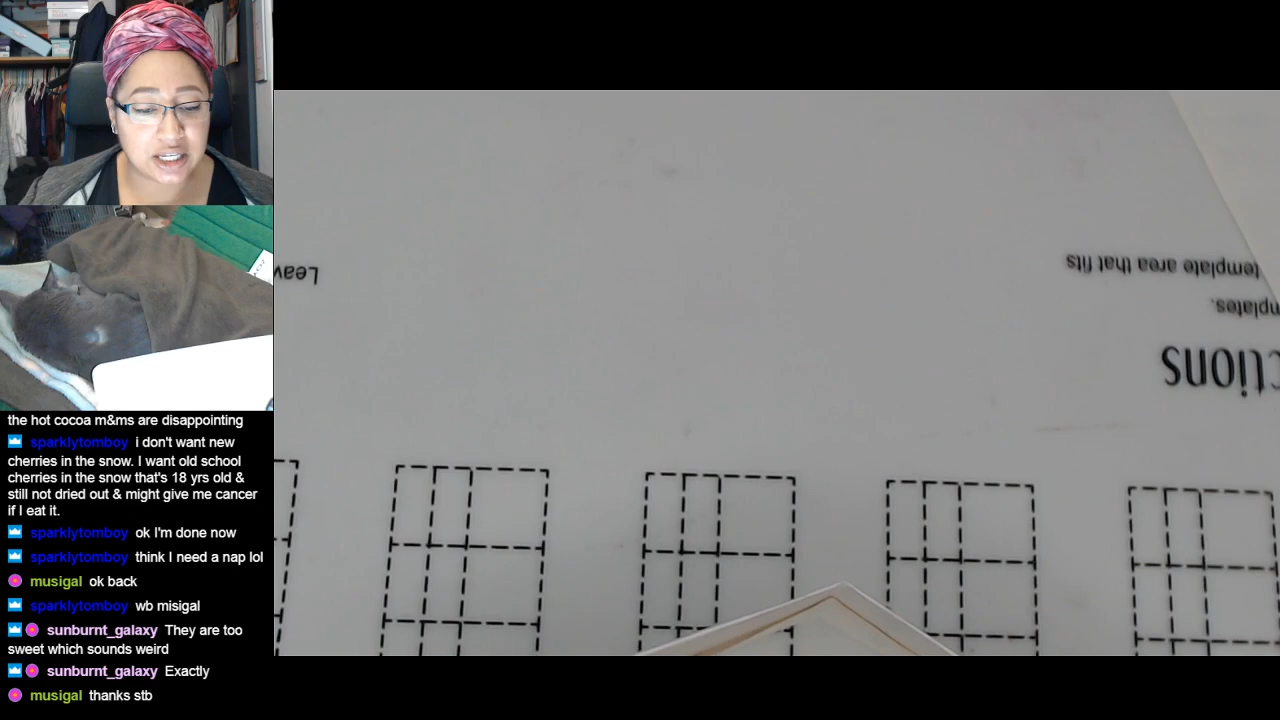 the hot cocoa m&ms are disappointing
sparklytomboy i don't want new
cherries in the snow. I want old school
cherries in the snow that's 18 yrs old &
still not dried out & might give me cancer
if I eat it.
sparklytomboy ok I'm done now
sparklytomboy think I need a nap lol
musigal ok back
sparklytomboy wb misigal
sunburnt_galaxy They are too
sweet which sounds weird
sunburnt_galaxy Exactly
musigal thanks stb
ctions
mplates.
template area that fits
Leav